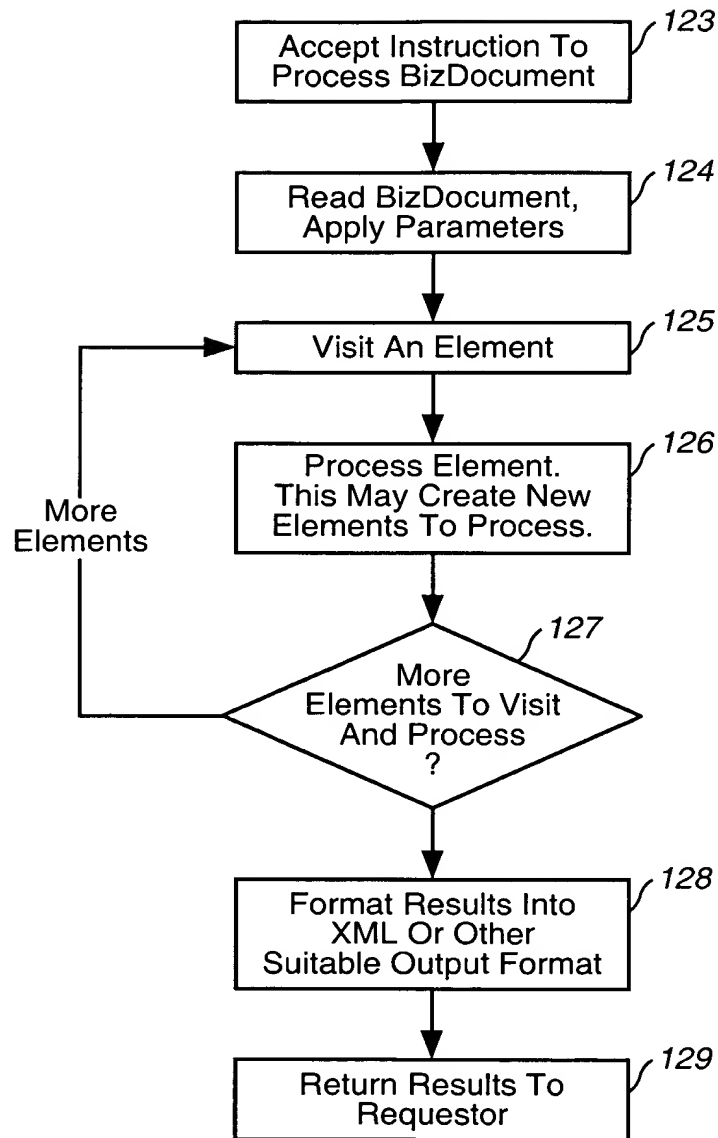 123
Accept Instruction To
Process BizDocument
124
Read BizDocument,
Apply Parameters
125
Visit An Element
126
Process Element.
This May Create New
Elements To Process.
More
Elements
127
More
Elements To Visit
And Process
?
128
Format Results Into
XML Or Other
Suitable Output Format
129
Return Results To
Requestor